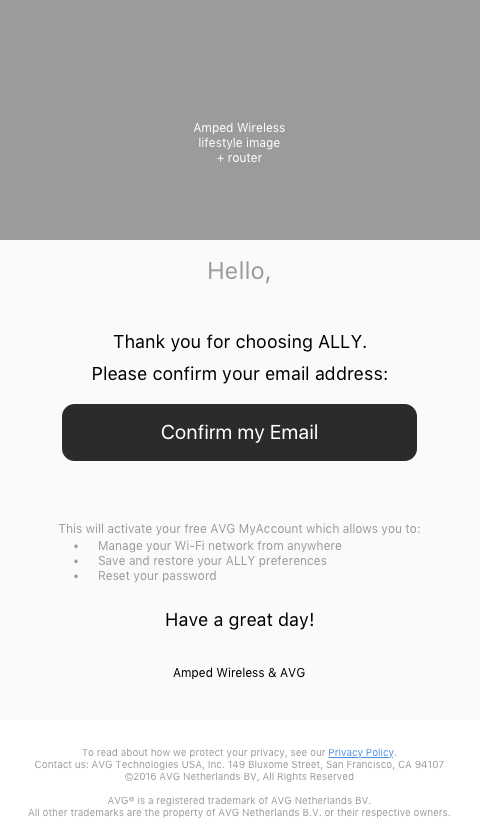 Amped Wireless
lifestyle image
+ router
Hello,
Thank you for choosing ALLY.
Please confirm your email address:
Confirm my Email
This will activate your free AVG MyAccount which allows you to:
• Manage your Wi-Fi network from anywhere
• Save and restore your ALLY preferences
• Reset your password
Have a great day!
Amped Wireless & AVG
To read about how we protect your privacy, see our Privacy Policy.
Contact us: AVG Technologies USA, Inc. 149 Bluxome Street, San Francisco, CA 94107
©2016 AVG Netherlands BV, All Rights Reserved
AVG® is a registered trademark of AVG Netherlands BV.
All other trademarks are the property of AVG Netherlands B.V. or their respective owners.